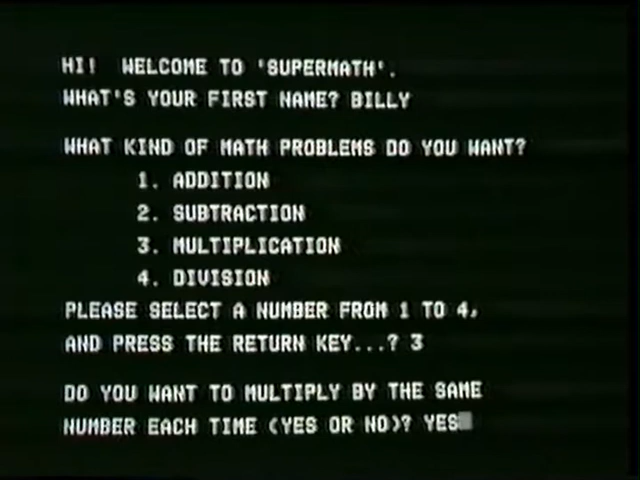 HI!  WELCOME TO 'SUPERMATH'.
WHAT'S YOUR FIRST NAME? BILLY
WHAT KIND OF MATH PROBLEMS DO YOU WANT?
1. ADDITION
2. SUBTRACTION
3. MULTIPLICATION
4. DIVISION
PLEASE SELECT A NUMBER FROM 1 TO 4,
AND PRESS THE RETURN KEY...? 3
DO YOU WANT TO MULTIPLY BY THE SAME
NUMBER EACH TIME (YES OR NO)? YES